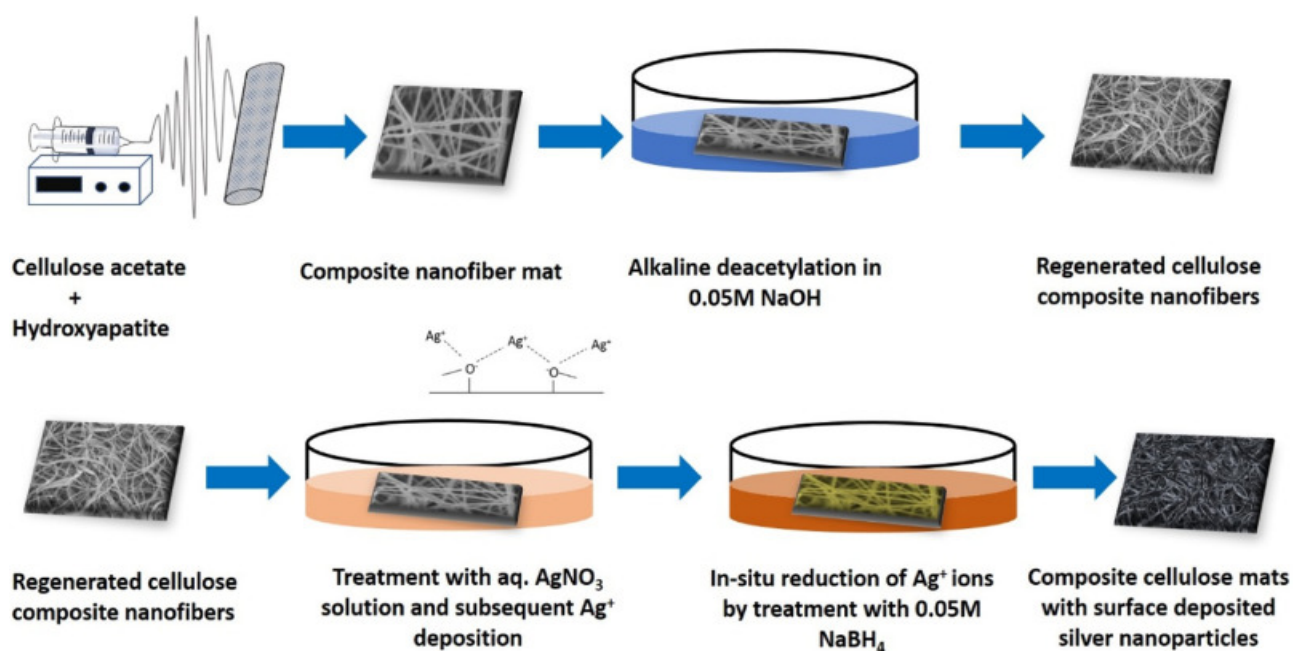 Cellulose acetate
+
Hydroxyapatite
Composite nanofiber mat
Alkaline deacetylation in
0.05M NaOH
Regenerated cellulose
composite nanofibers
Ag⁺
Ag⁺
Ag⁺
O⁻
⁻O
Regenerated cellulose
composite nanofibers
Treatment with aq. AgNO₃
solution and subsequent Ag⁺
deposition
In-situ reduction of Ag⁺ ions
by treatment with 0.05M
NaBH₄
Composite cellulose mats
with surface deposited
silver nanoparticles